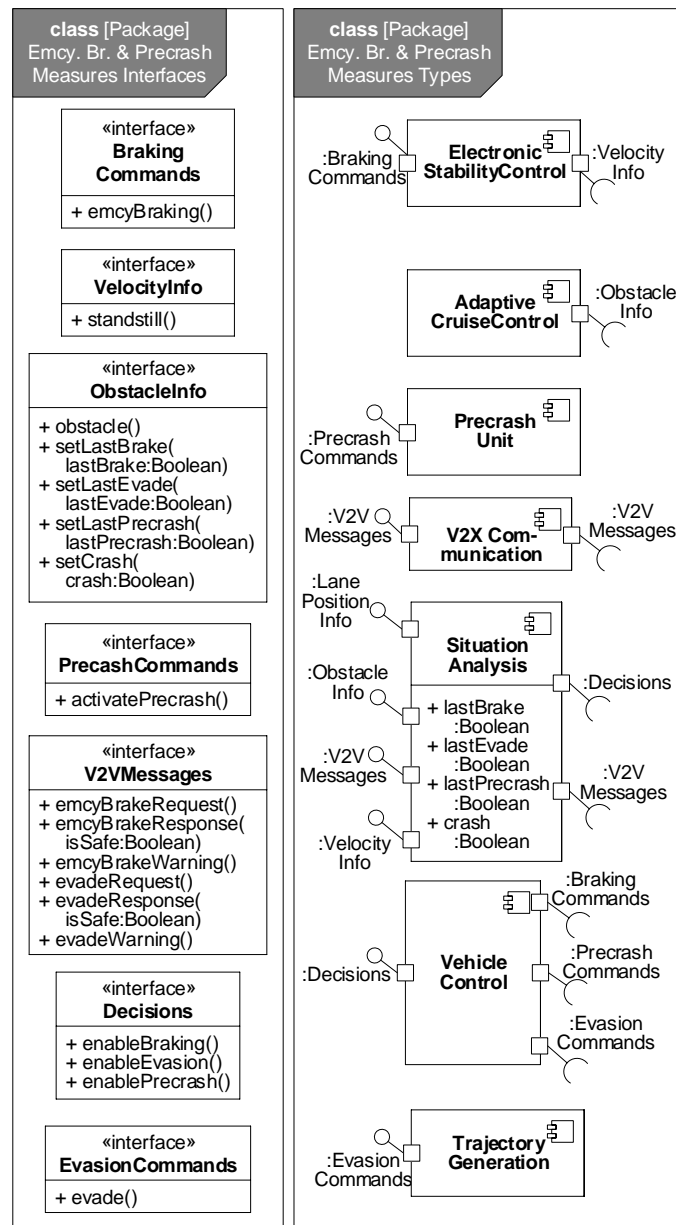 class [Package]
Emcy. Br. & Precrash
Measures Interfaces
«interface»
Braking
Commands
+ emcyBraking()
«interface»
VelocityInfo
+ standstill()
«interface»
ObstacleInfo
+ obstacle()
+ setLastBrake(
lastBrake:Boolean)
+ setLastEvade(
lastEvade:Boolean)
+ setLastPrecrash(
lastPrecrash:Boolean)
+ setCrash(
crash:Boolean)
«interface»
PrecashCommands
+ activatePrecrash()
«interface»
V2VMessages
+ emcyBrakeRequest()
+ emcyBrakeResponse(
isSafe:Boolean)
+ emcyBrakeWarning()
+ evadeRequest()
+ evadeResponse(
isSafe:Boolean)
+ evadeWarning()
«interface»
Decisions
+ enableBraking()
+ enableEvasion()
+ enablePrecrash()
«interface»
EvasionCommands
+ evade()
class [Package]
Emcy. Br. & Precrash
Measures Types
:Braking
Commands
Electronic
StabilityControl
:Velocity
Info
Adaptive
CruiseControl
:Obstacle
Info
:Precrash
Commands
Precrash
Unit
:V2V
Messages
V2X Com-
munication
:V2V
Messages
:Lane
Position
Info
:Obstacle
Info
:V2V
Messages
:Velocity
Info
Situation
Analysis
+ lastBrake
:Boolean
+ lastEvade
:Boolean
+ lastPrecrash
:Boolean
+ crash
:Boolean
:Decisions
:V2V
Messages
:Decisions
Vehicle
Control
:Braking
Commands
:Precrash
Commands
:Evasion
Commands
:Evasion
Commands
Trajectory
Generation